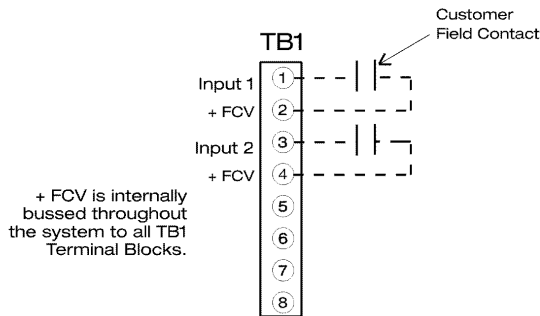 Customer
Field Contact
TB1
Input 1
1
+ FCV
2
Input 2
3
+ FCV
4
+ FCV is internally
bussed throughout
the system to all TB1
Terminal Blocks.
5
6
7
8